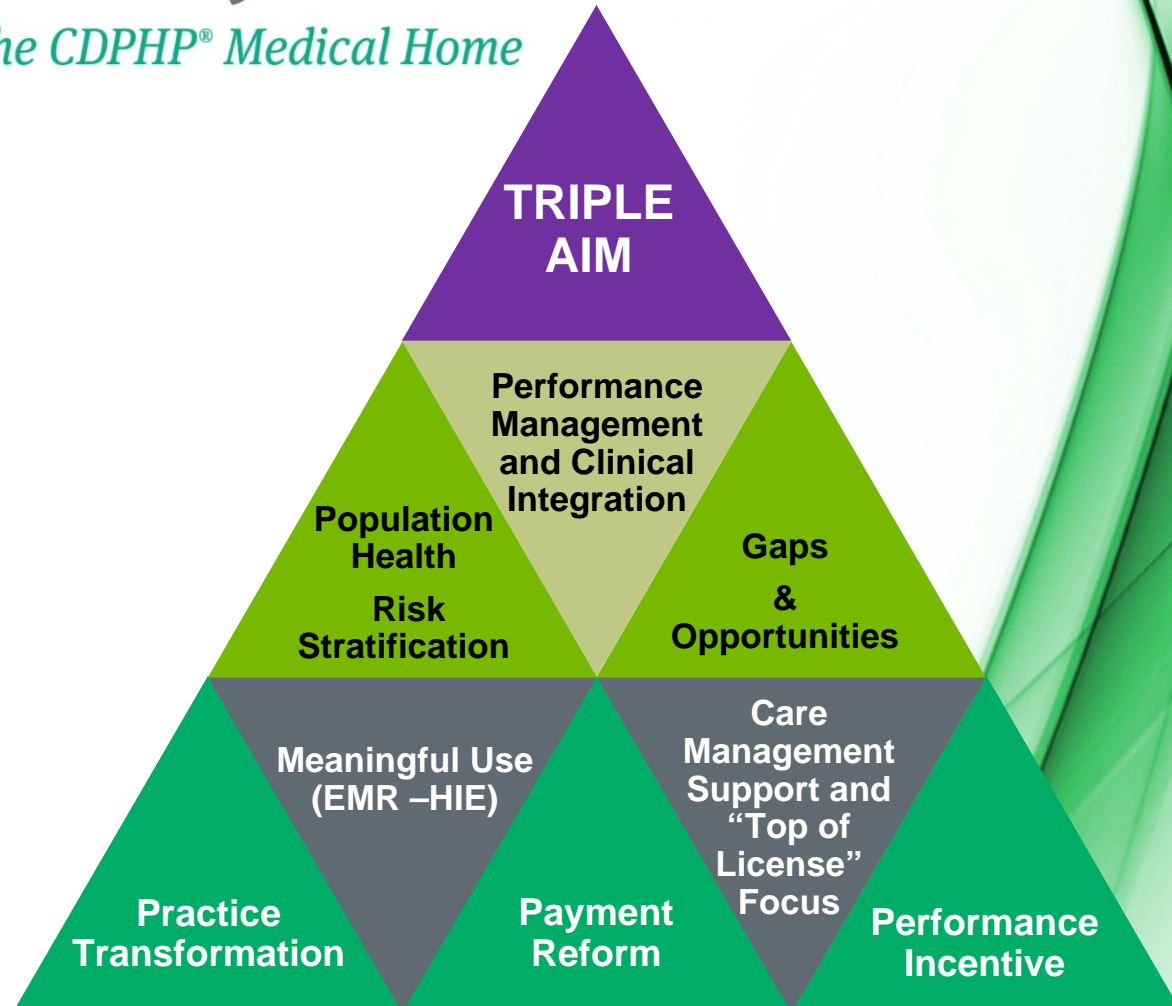 he CDPHP® Medical Home
TRIPLE
AIM
Performance
Management
and Clinical
Integration
Population
Health
Risk
Stratification
Gaps
&
Opportunities
Meaningful Use
(EMR –HIE)
Care
Management
Support and
“Top of
License”
Focus
Practice
Transformation
Payment
Reform
Performance
Incentive